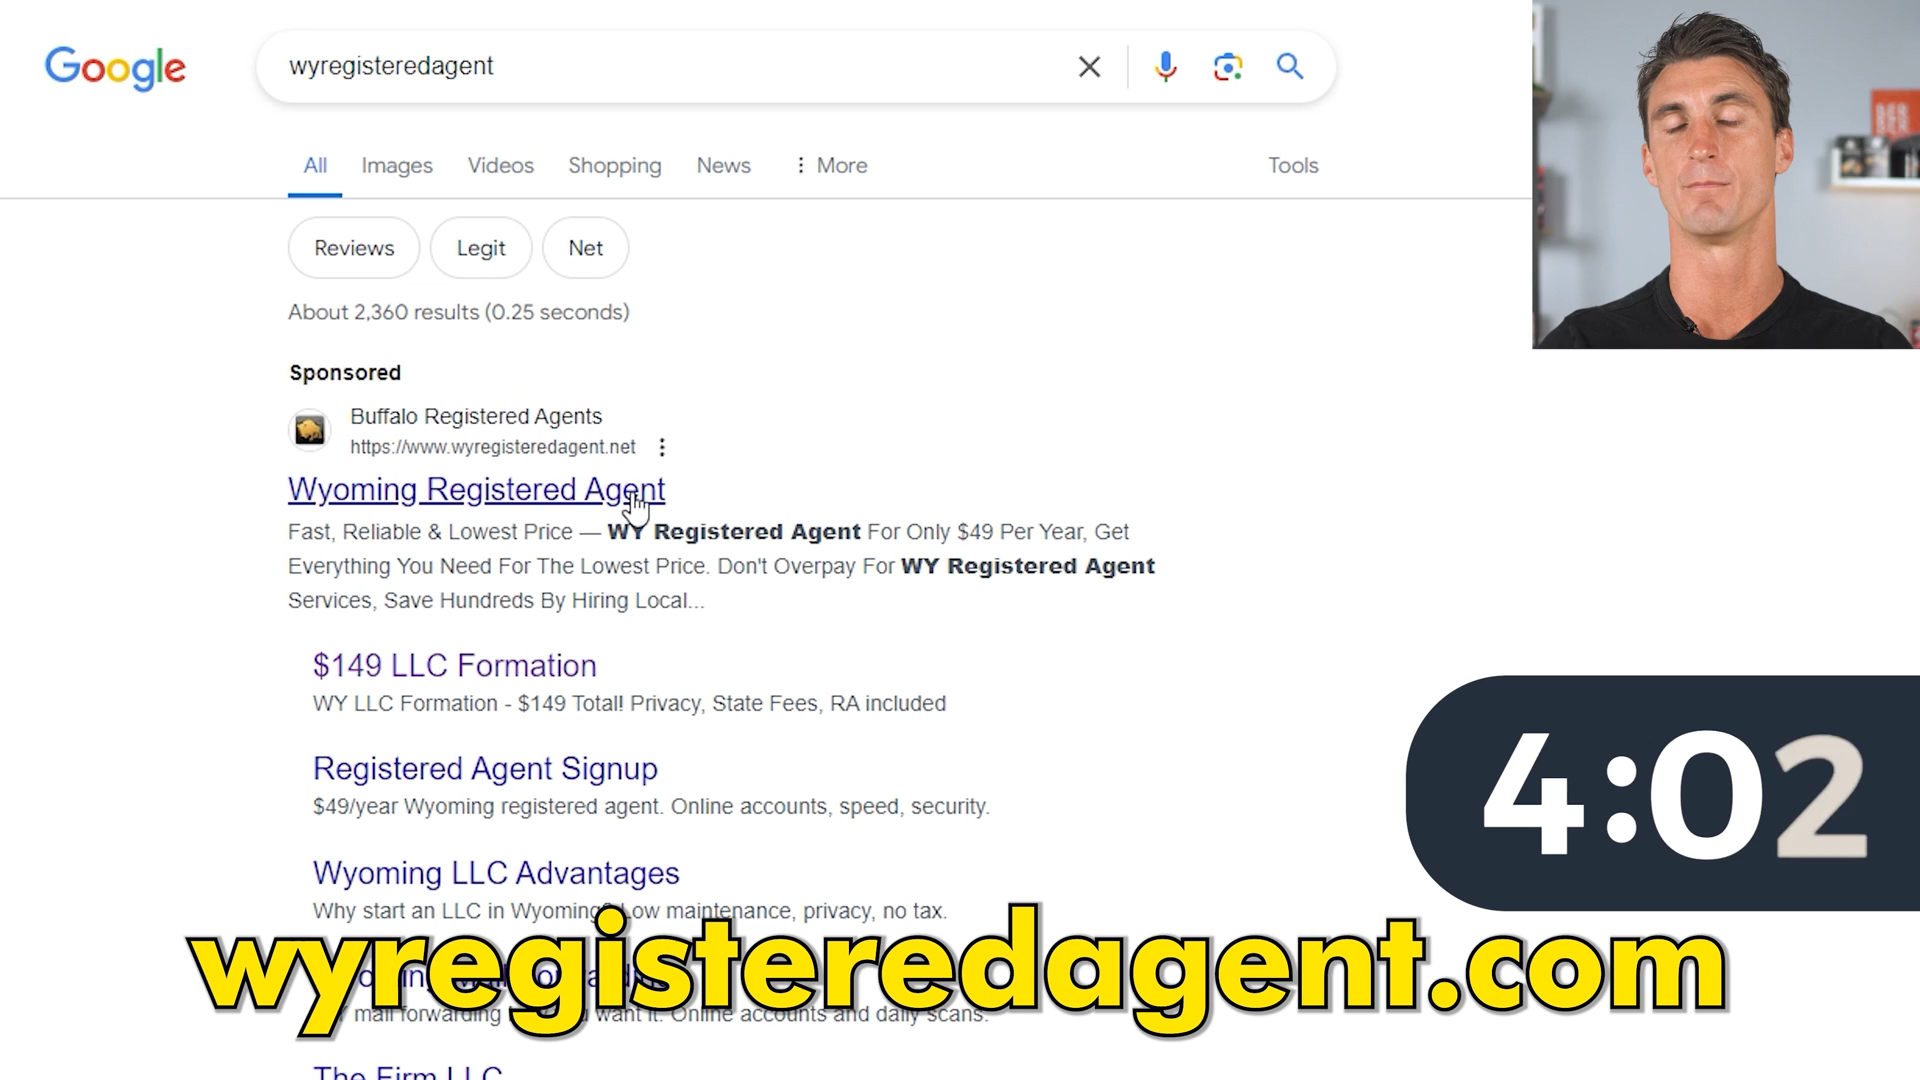 Google
wyregisteredagent
All Images Videos Shopping News More Tools
Reviews Legit Net
About 2,360 results (0.25 seconds)
Sponsored
Buffalo Registered Agents
https://www.wyregisteredagent.net
Wyoming Registered Agent
Fast, Reliable & Lowest Price — WY Registered Agent For Only $49 Per Year, Get
Everything You Need For The Lowest Price. Don't Overpay For WY Registered Agent
Services, Save Hundreds By Hiring Local...
$149 LLC Formation
WY LLC Formation - $149 Total! Privacy, State Fees, RA included
Registered Agent Signup
$49/year Wyoming registered agent. Online accounts, speed, security.
4:02
Wyoming LLC Advantages
Why start an LLC in Wyoming? Low maintenance, privacy, no tax.
wyregisteredagent.com
mail forwarding want it. Online accounts and daily scans.
The Firm LLC